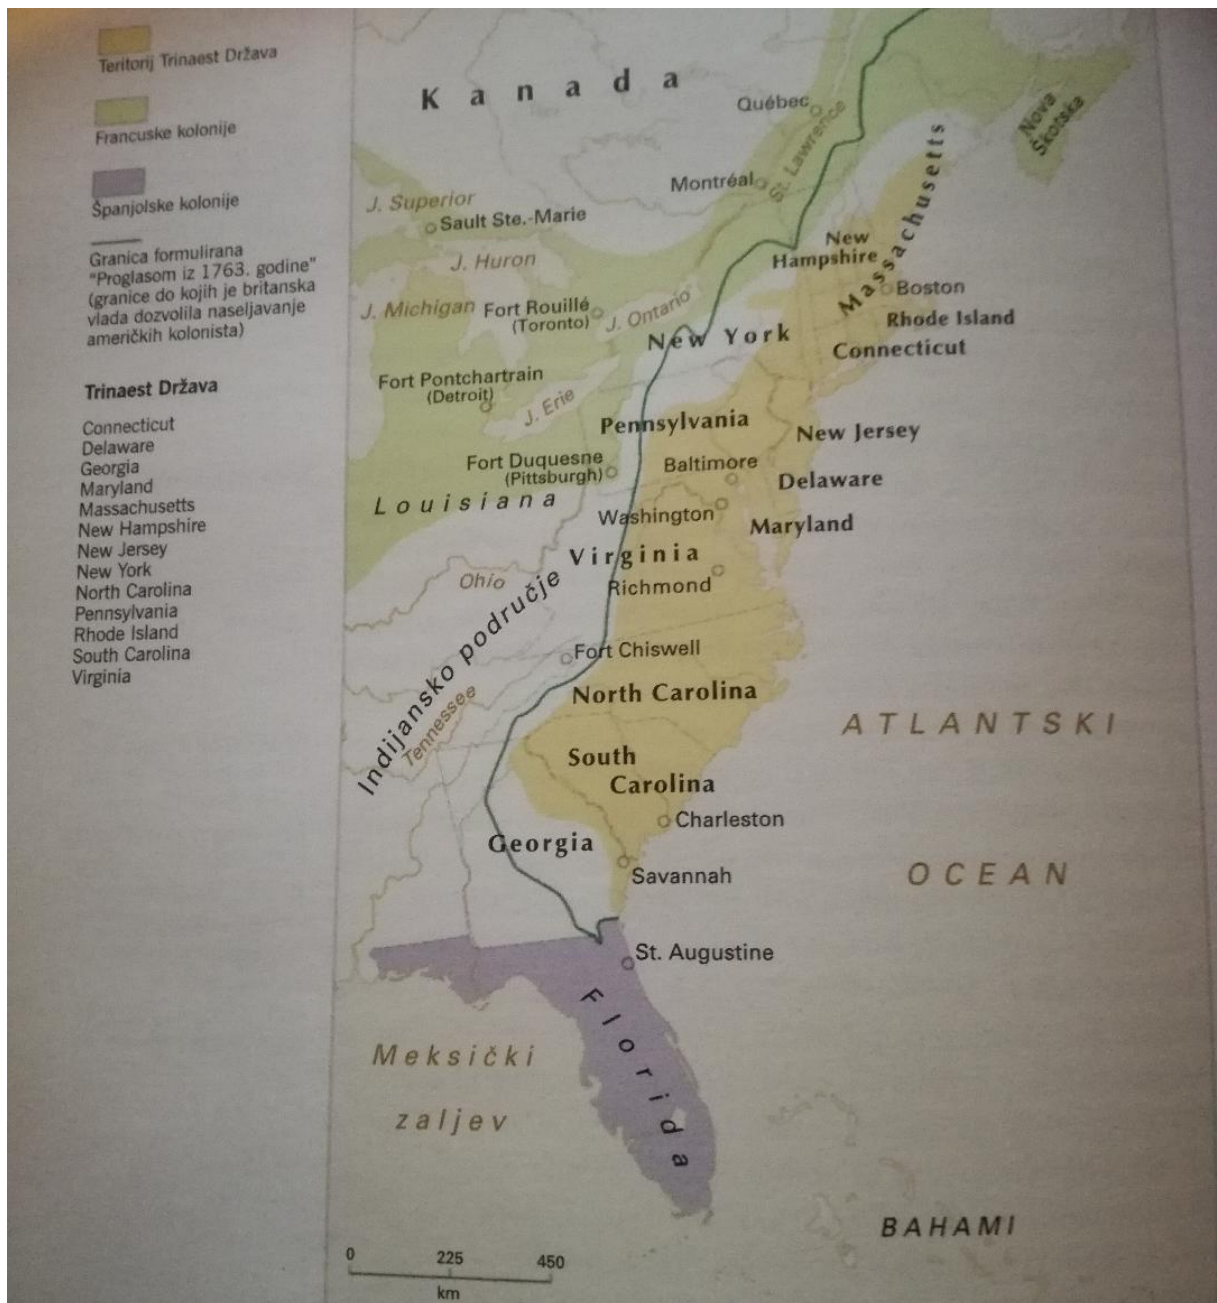 Teritorij Trinaest Država
Francuske kolonije
Španjolske kolonije
Granica formulirana
"Proglasom iz 1763. godine"
(granice do kojih je britanska
vlada dozvolila naseljavanje
američkih kolonista)
Trinaest Država
Connecticut
Delaware
Georgia
Maryland
Massachusetts
New Hampshire
New Jersey
New York
North Carolina
Pennsylvania
Rhode Island
South Carolina
Virginia
Kanada
Québec
St. Lawrence
Nova
Škotska
Montréal
J. Superior
Sault Ste.-Marie
Massachusetts
New
Hampshire
J. Huron
Boston
J. Michigan
Fort Rouillé
(Toronto)
J. Ontario
Rhode Island
New York
Connecticut
Fort Pontchartrain
(Detroit)
J. Erie
Pennsylvania
New Jersey
Fort Duquesne
(Pittsburgh)
Baltimore
Delaware
Louisiana
Washington
Maryland
Virginia
Ohio
Richmond
Indijansko područje
Fort Chiswell
Tennessee
North Carolina
ATLANTSKI
South
Carolina
Charleston
Georgia
Savannah
OCEAN
St. Augustine
Florida
Meksički
zaljev
BAHAMI
0 225 450
km